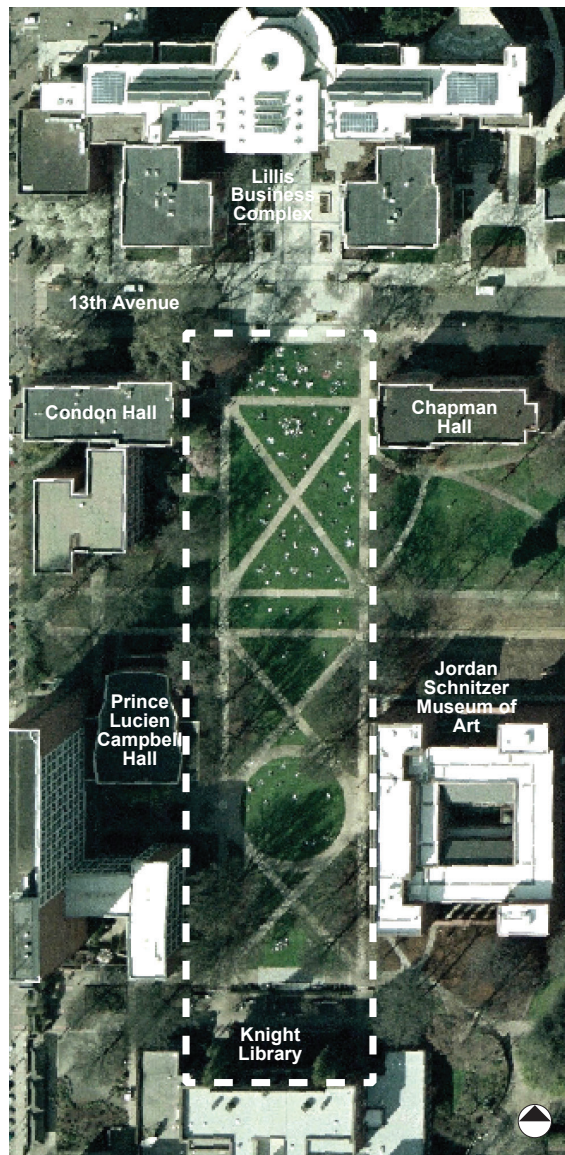 Lillis
Business
Complex
13th Avenue
Condon Hall
Chapman
Hall
Jordan
Schnitzer
Museum of
Art
Prince
Lucien
Campbell
Hall
Knight
Library